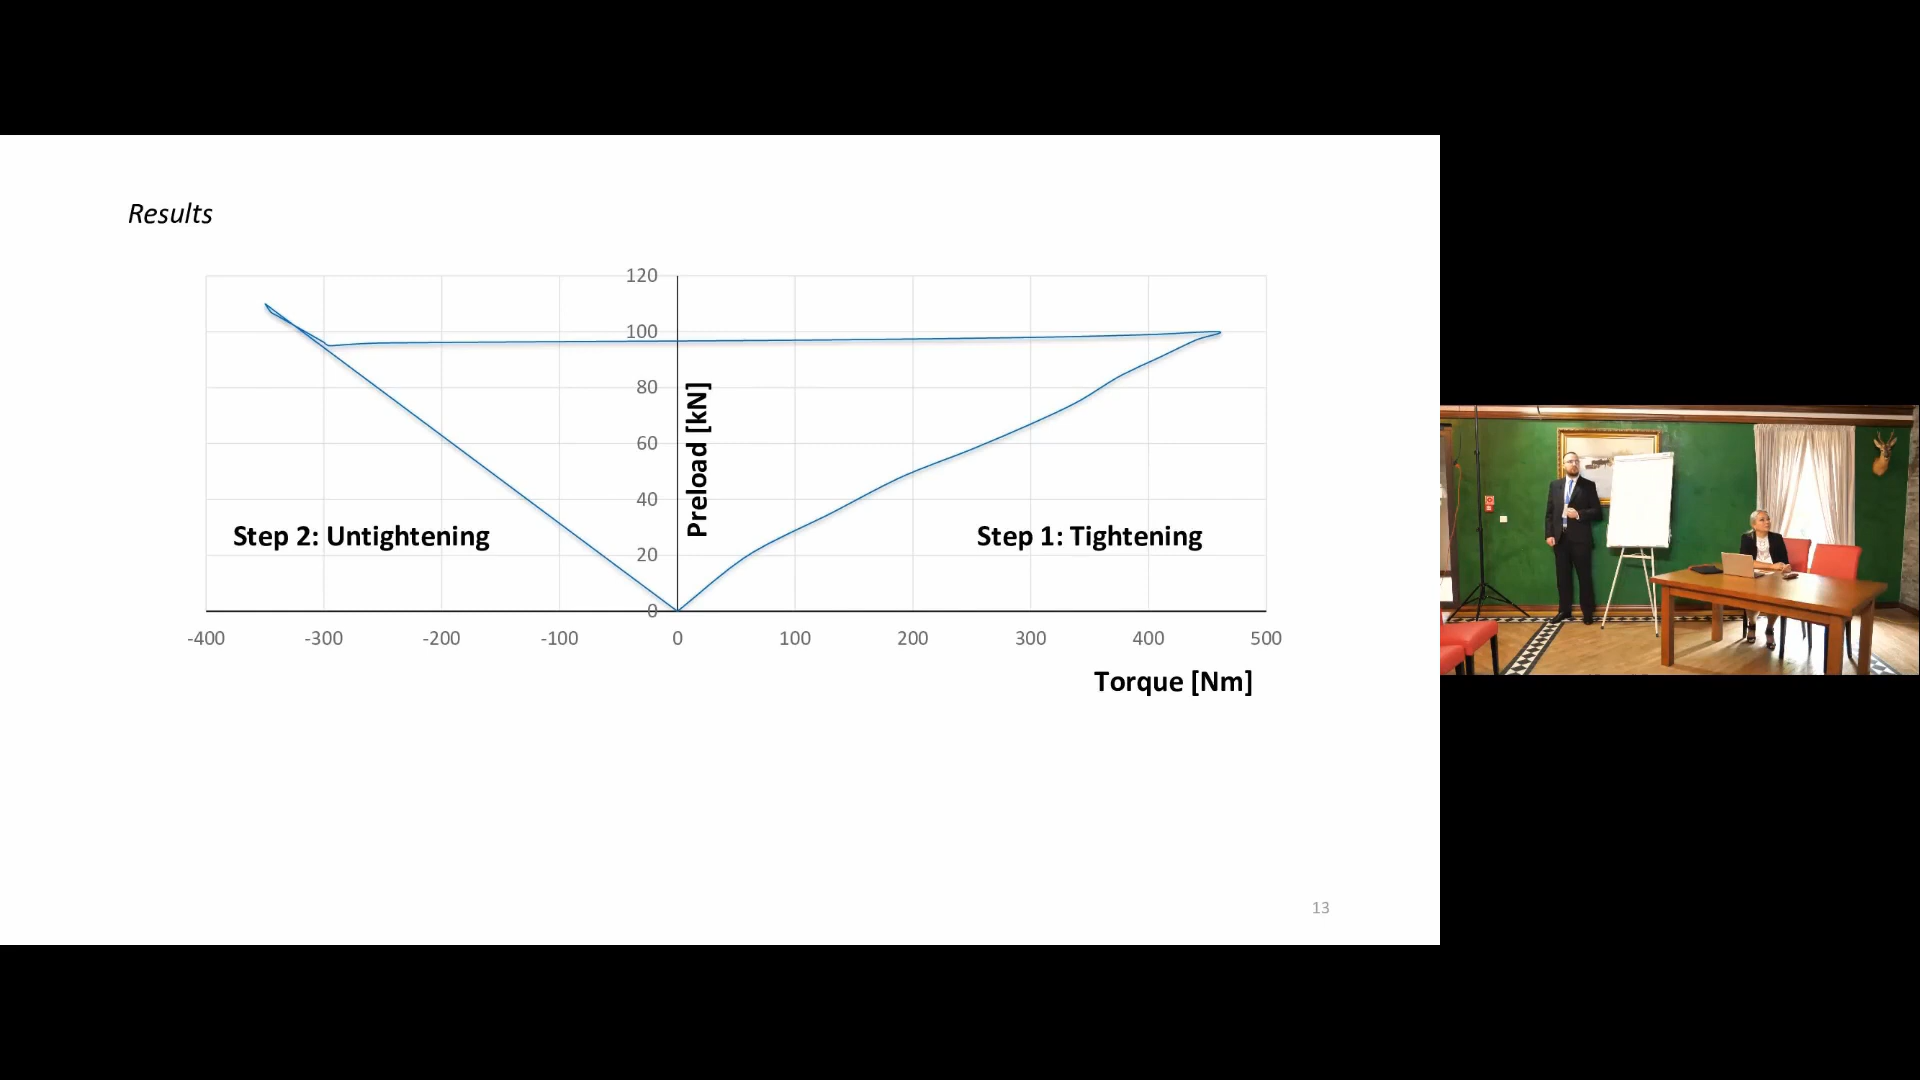 Results
120
100
80
60
40
20
0
Preload [kN]
Step 2: Untightening
Step 1: Tightening
-400 -300 -200 -100 0 100 200 300 400 500
Torque [Nm]
13